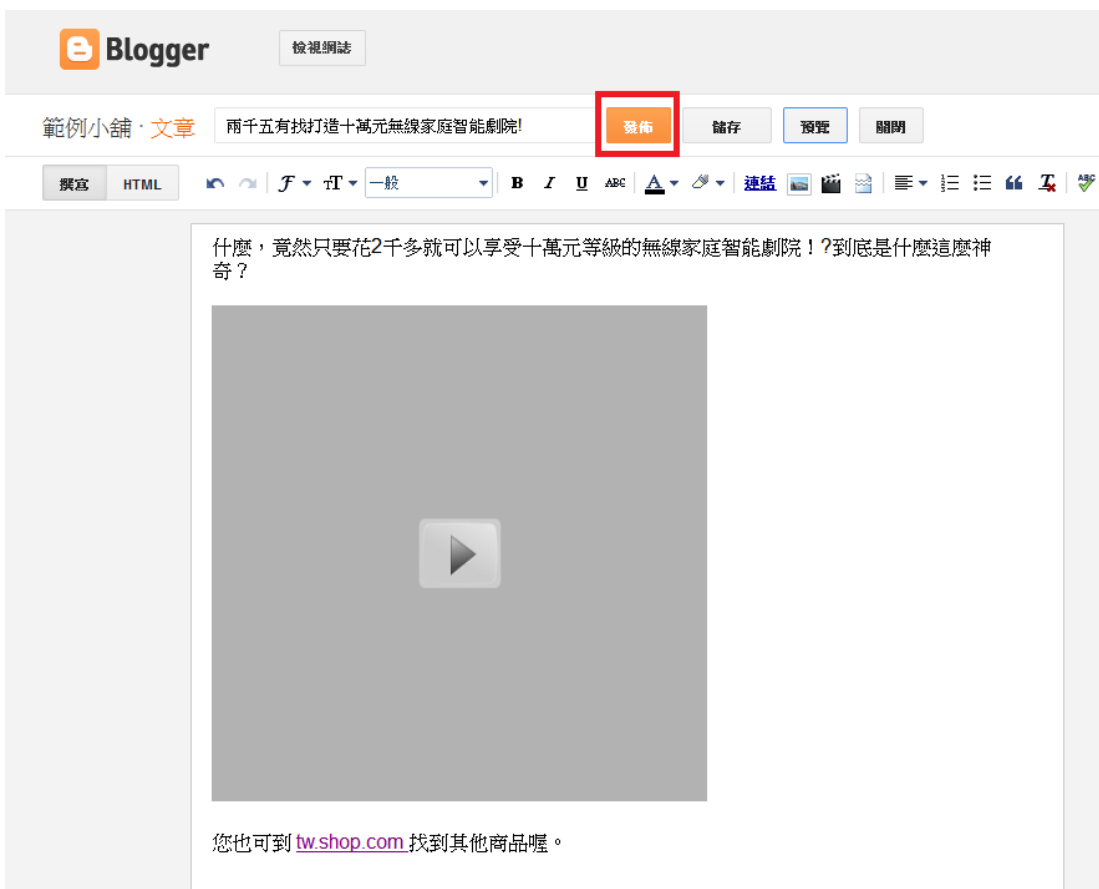 Blogger 檢視網誌
範例小舖 · 文章 兩千五有找打造十萬元無線家庭智能劇院! 發佈 儲存 預覽 關閉
撰寫 HTML 一般 B I U ABC A 連結 ABC
什麼，竟然只要花2千多就可以享受十萬元等級的無線家庭智能劇院！?到底是什麼這麼神
奇？
您也可到 tw.shop.com 找到其他商品喔。